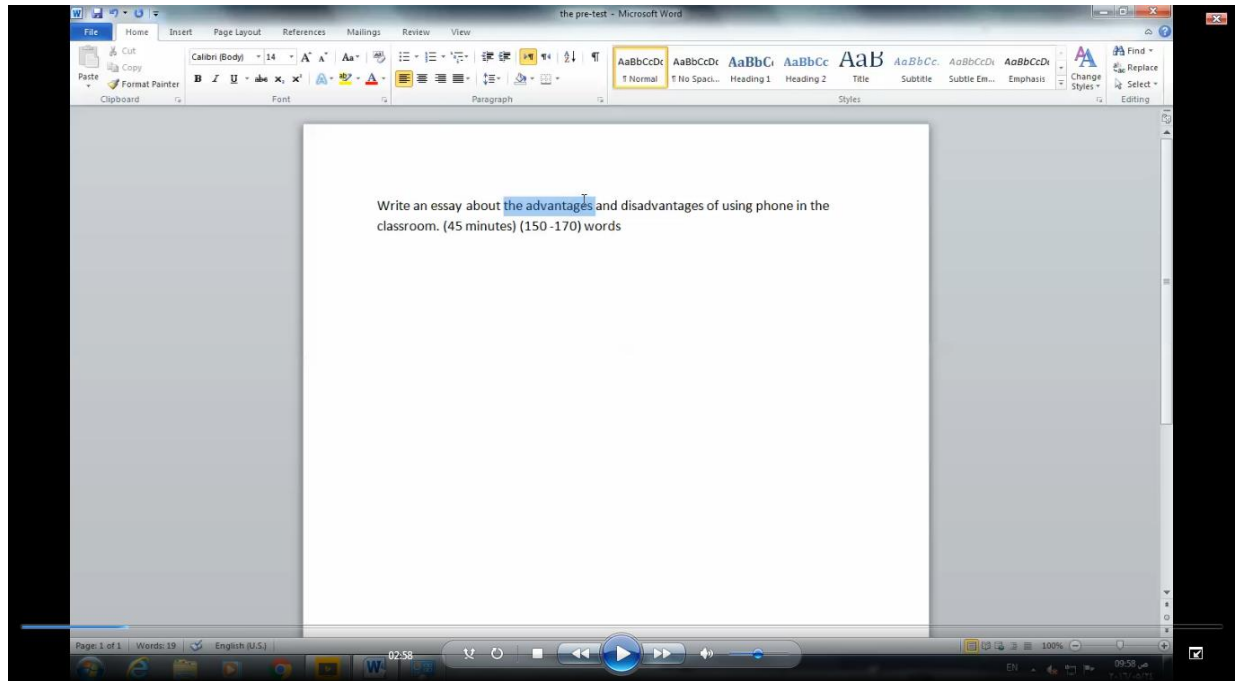 the pre-test - Microsoft Word
File Home Insert Page Layout References Mailings Review View
Paste
Cut
Copy
Format Painter
Clipboard
Calibri (Body) 14
Font
Paragraph
AaBbCcDc AaBbCcDc AaBbC AaBbCc AaB AaBbCc. AaBbCcDc AaBbCcDc
¶ Normal ¶ No Spaci... Heading 1 Heading 2 Title Subtitle Subtle Em... Emphasis
Change Styles
Styles
Find
Replace
Select
Editing
Write an essay about the advantages and disadvantages of using phone in the
classroom. (45 minutes) (150 -170) words
Page: 1 of 1 Words: 19 English (U.S.) 100%
02:58
EN 09:58 ص